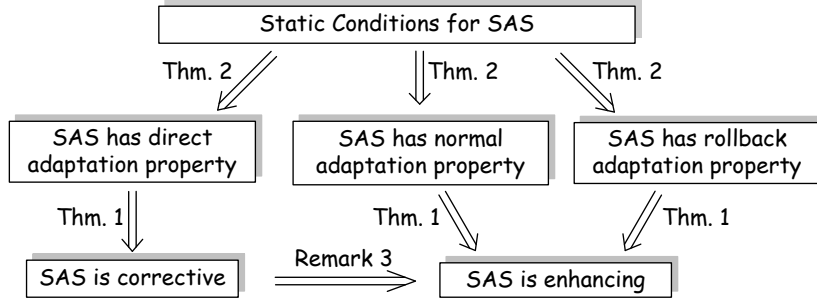 Static Conditions for SAS
Thm. 2
Thm. 2
Thm. 2
SAS has direct
adaptation property
SAS has normal
adaptation property
SAS has rollback
adaptation property
Thm. 1
Thm. 1
Thm. 1
SAS is corrective
Remark 3
SAS is enhancing